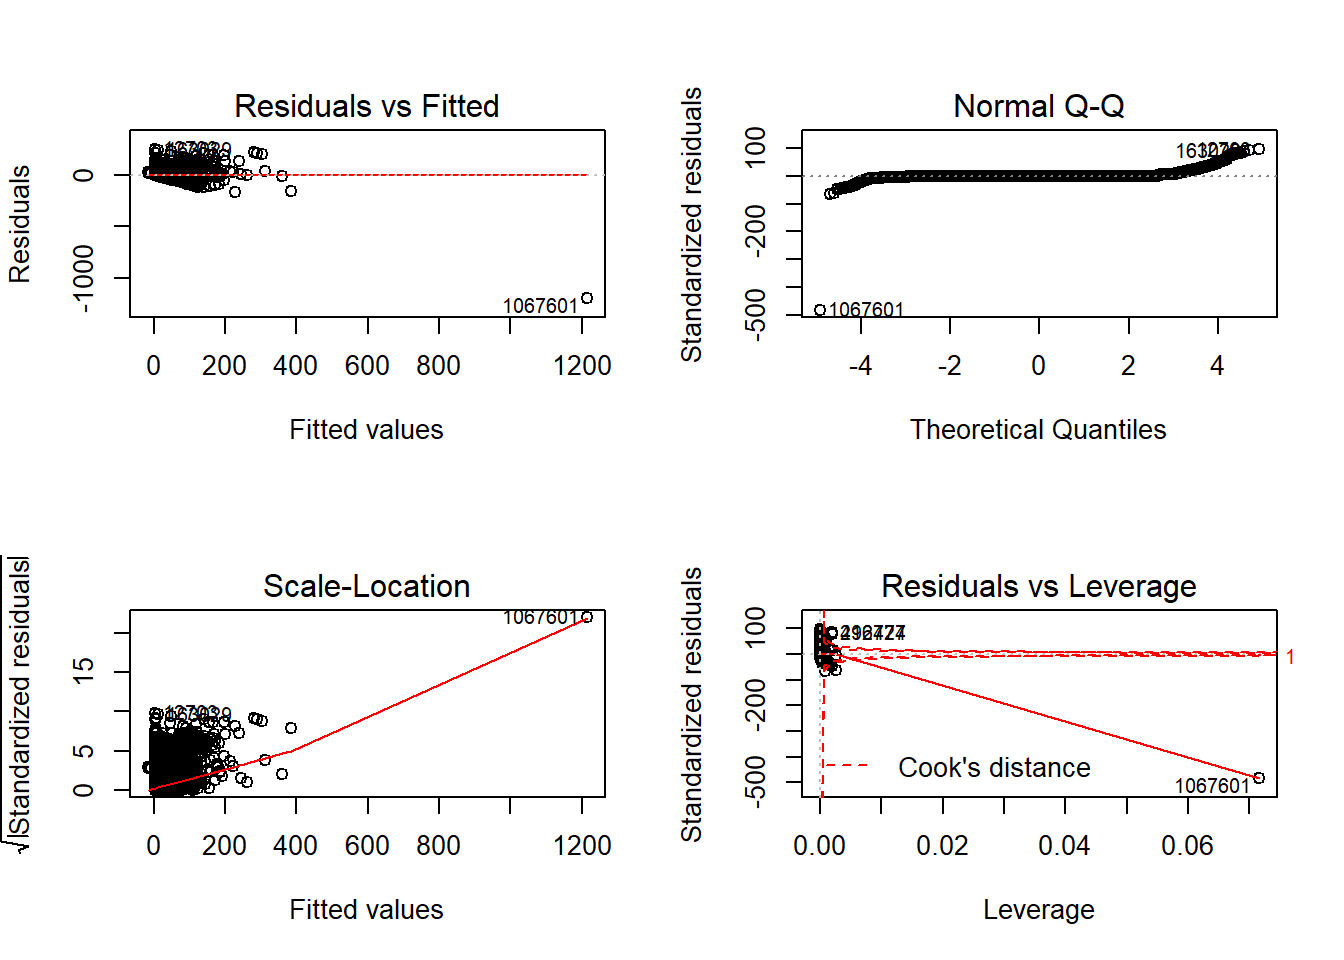 Residuals vs Fitted
Residuals
0
-1000
1067601
0 200 400 600 800 1200
Fitted values
Normal Q-Q
Standardized residuals
100
-200
-500
1067601
-4 -2 0 2 4
Theoretical Quantiles
Scale-Location
√|Standardized residuals|
15
5
0
1067601
0 200 400 600 800 1200
Fitted values
Residuals vs Leverage
Standardized residuals
100
-200
-500
1
Cook's distance
1067601
0.00 0.02 0.04 0.06
Leverage